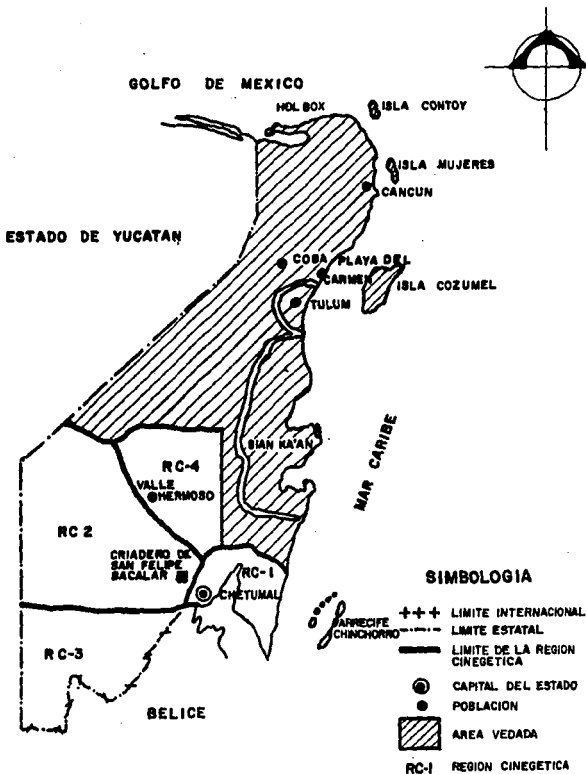 GOLFO DE MEXICO
HOLBOX
ISLA CONTOY
ISLA MUJERES
CANCUN
ESTADO DE YUCATAN
COBA
PLAYA DEL
CARMEN
ISLA COZUMEL
TULUM
SIAN KA'AN
MAR CARIBE
RC-4
VALLE
HERMOSO
RC 2
CRIADERO DE
SAN FELIPE
BACALAR
RC-1
CHETUMAL
RC-3
BELICE
ARRECIFE
CHINCHORRO
SIMBOLOGIA
LIMITE INTERNACIONAL
LIMITE ESTATAL
LIMITE DE LA REGION
CINEGETICA
CAPITAL DEL ESTADO
POBLACION
AREA VEDADA
RC-1 REGION CINEGETICA